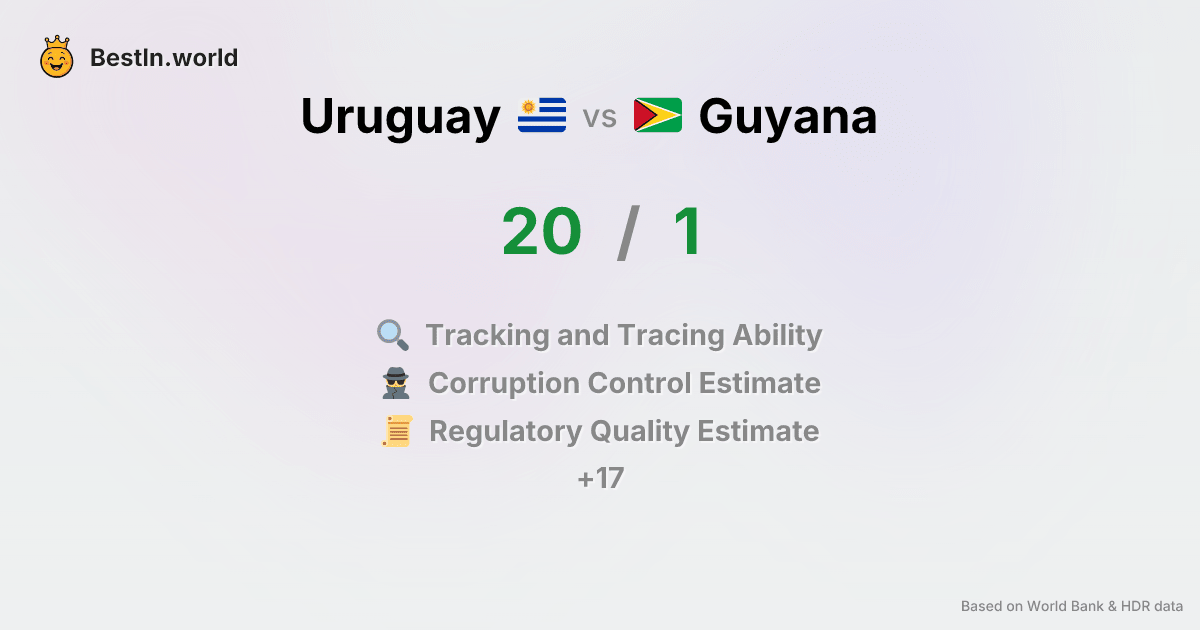 BestIn.world
Uruguay vs Guyana
20 / 1
Tracking and Tracing Ability
Corruption Control Estimate
Regulatory Quality Estimate
+17
Based on World Bank & HDR data